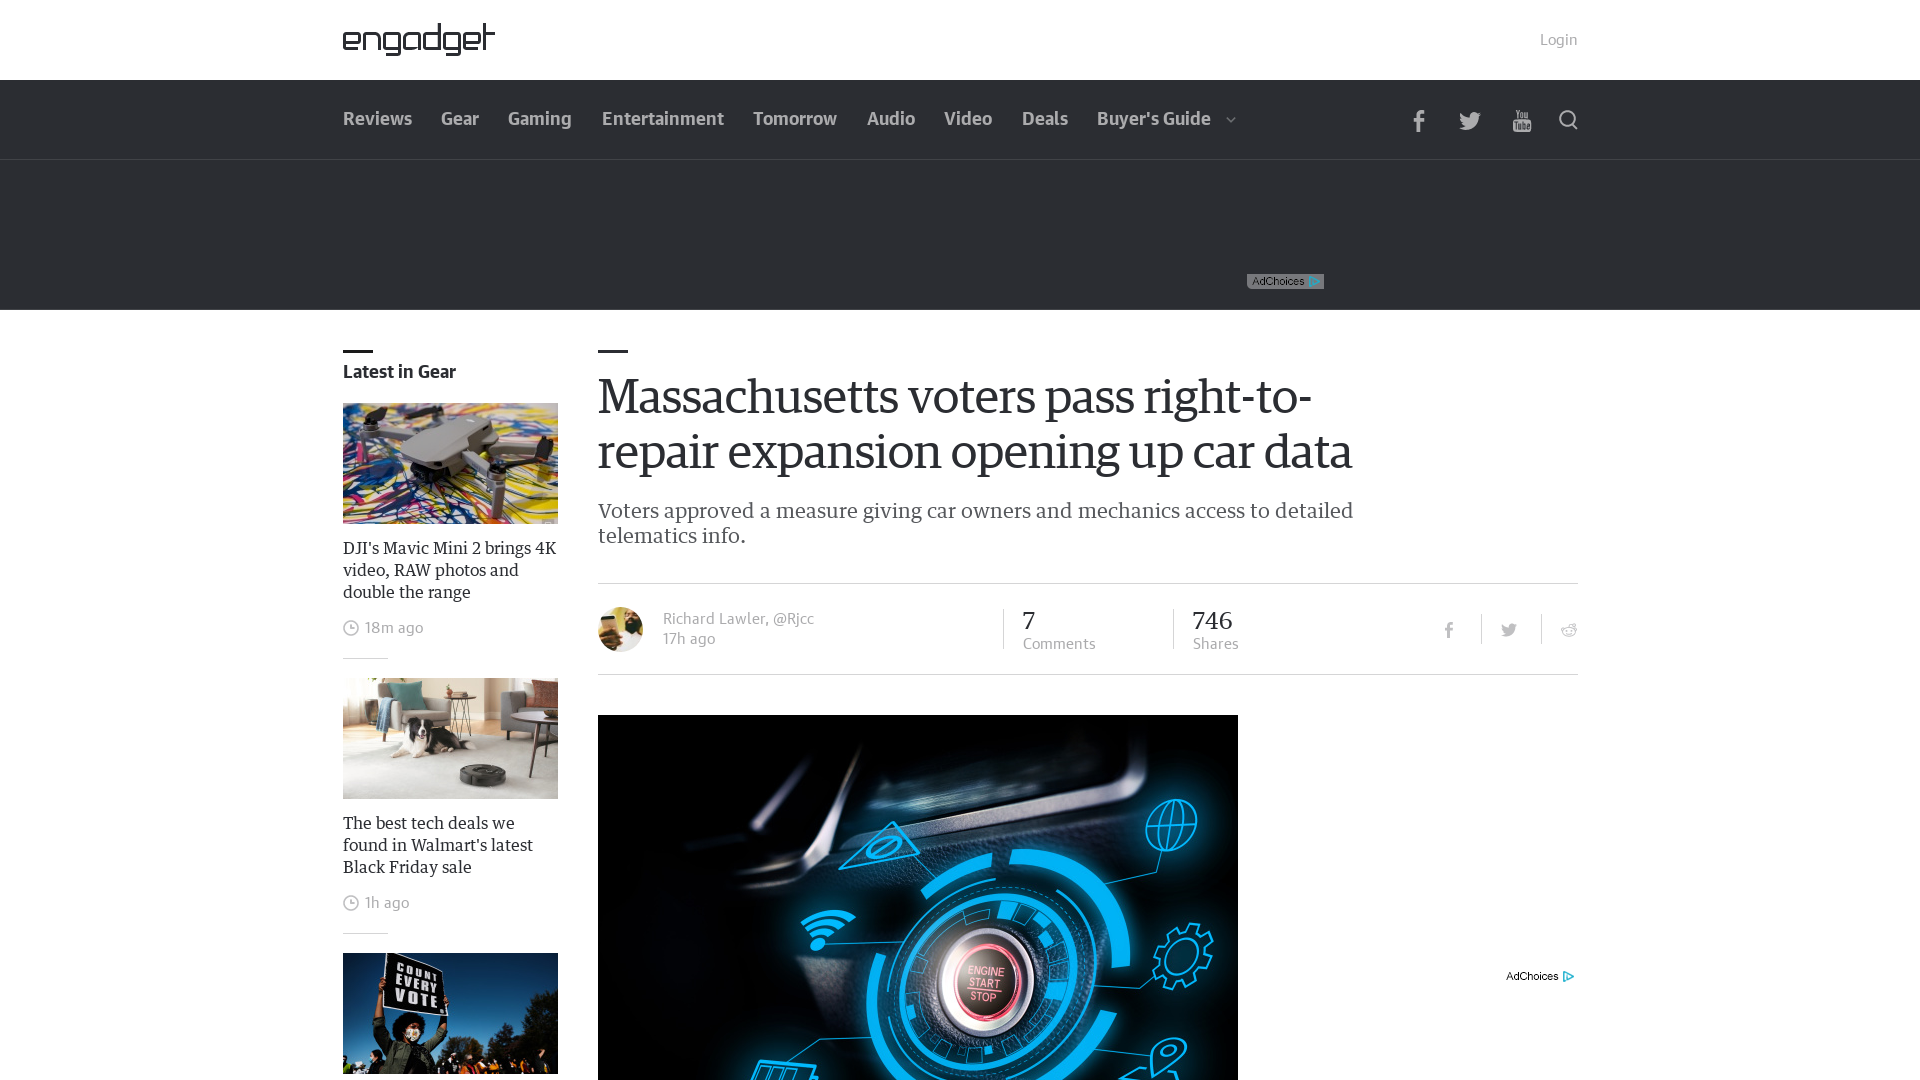 engadget
Login
Reviews Gear Gaming Entertainment Tomorrow Audio Video Deals Buyer's Guide
You
Tube
AdChoices
Latest in Gear
DJI's Mavic Mini 2 brings 4K
video, RAW photos and
double the range
18m ago
The best tech deals we
found in Walmart's latest
Black Friday sale
1h ago
COUNT
EVERY
VOTE
Massachusetts voters pass right-to-
repair expansion opening up car data
Voters approved a measure giving car owners and mechanics access to detailed
telematics info.
Richard Lawler, @Rjcc
17h ago
7
Comments
746
Shares
ENGINE
START
STOP
AdChoices